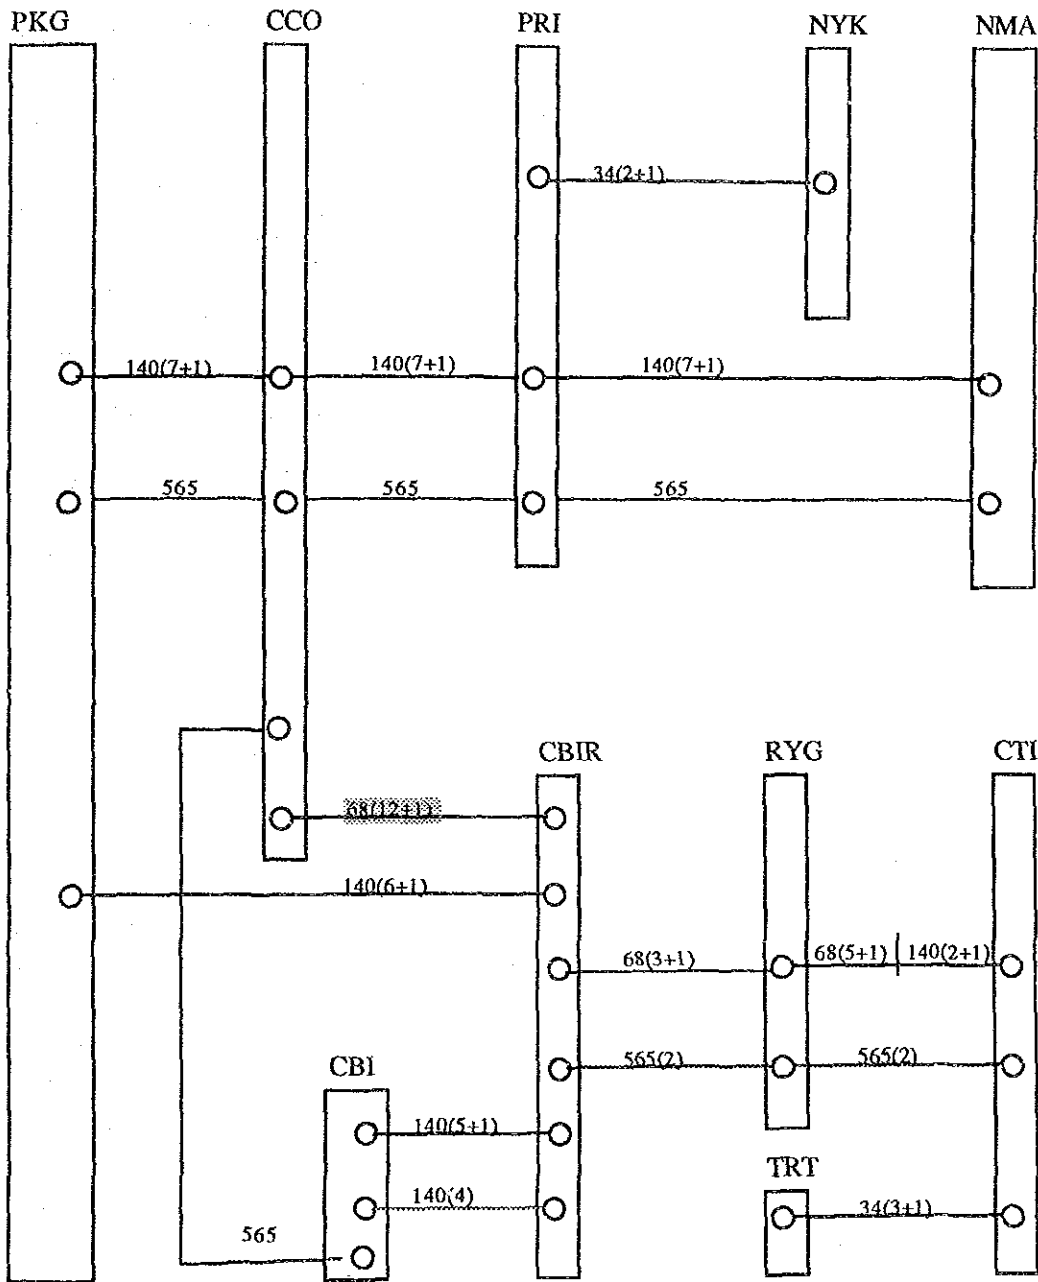 PKG CCO PRI NYK NMA
34(2+1)
140(7+1) 140(7+1) 140(7+1)
565 565 565
CBIR RYG CTI
68(12+1)
140(6+1)
68(3+1) 68(5+1) 140(2+1)
565(2) 565(2)
CBI
140(5+1)
TRT
140(4) 34(3+1)
565